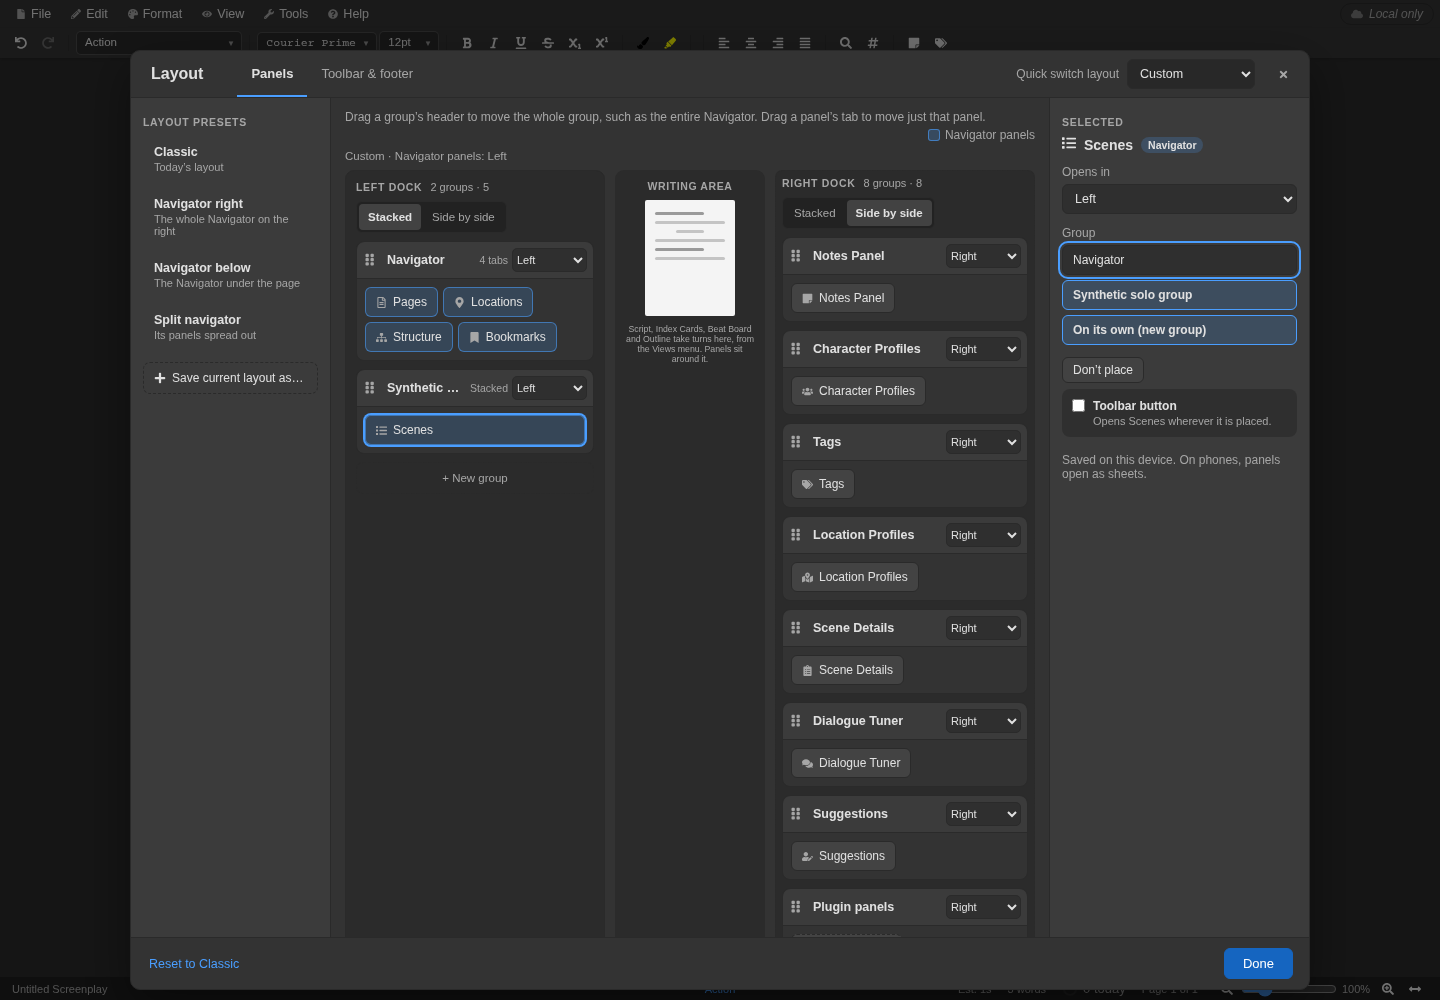 File Edit Format View Tools Help Local only
Action Courier Prime 12pt
Layout Panels Toolbar & footer Quick switch layout Custom
LAYOUT PRESETS
Classic
Today's layout
Navigator right
The whole Navigator on the
right
Navigator below
The Navigator under the page
Split navigator
Its panels spread out
Save current layout as…
Drag a group's header to move the whole group, such as the entire Navigator. Drag a panel's tab to move just that panel.
Navigator panels
Custom · Navigator panels: Left
LEFT DOCK 2 groups · 5
Stacked Side by side
Navigator 4 tabs Left
Pages Locations
Structure Bookmarks
Synthetic … Stacked Left
Scenes
+ New group
WRITING AREA
Script, Index Cards, Beat Board
and Outline take turns here, from
the Views menu. Panels sit
around it.
RIGHT DOCK 8 groups · 8
Stacked Side by side
Notes Panel Right
Notes Panel
Character Profiles Right
Character Profiles
Tags Right
Tags
Location Profiles Right
Location Profiles
Scene Details Right
Scene Details
Dialogue Tuner Right
Dialogue Tuner
Suggestions Right
Suggestions
Plugin panels Right
SELECTED
Scenes Navigator
Opens in
Left
Group
Navigator
Synthetic solo group
On its own (new group)
Don't place
Toolbar button
Opens Scenes wherever it is placed.
Saved on this device. On phones, panels
open as sheets.
Reset to Classic Done
Untitled Screenplay 100%